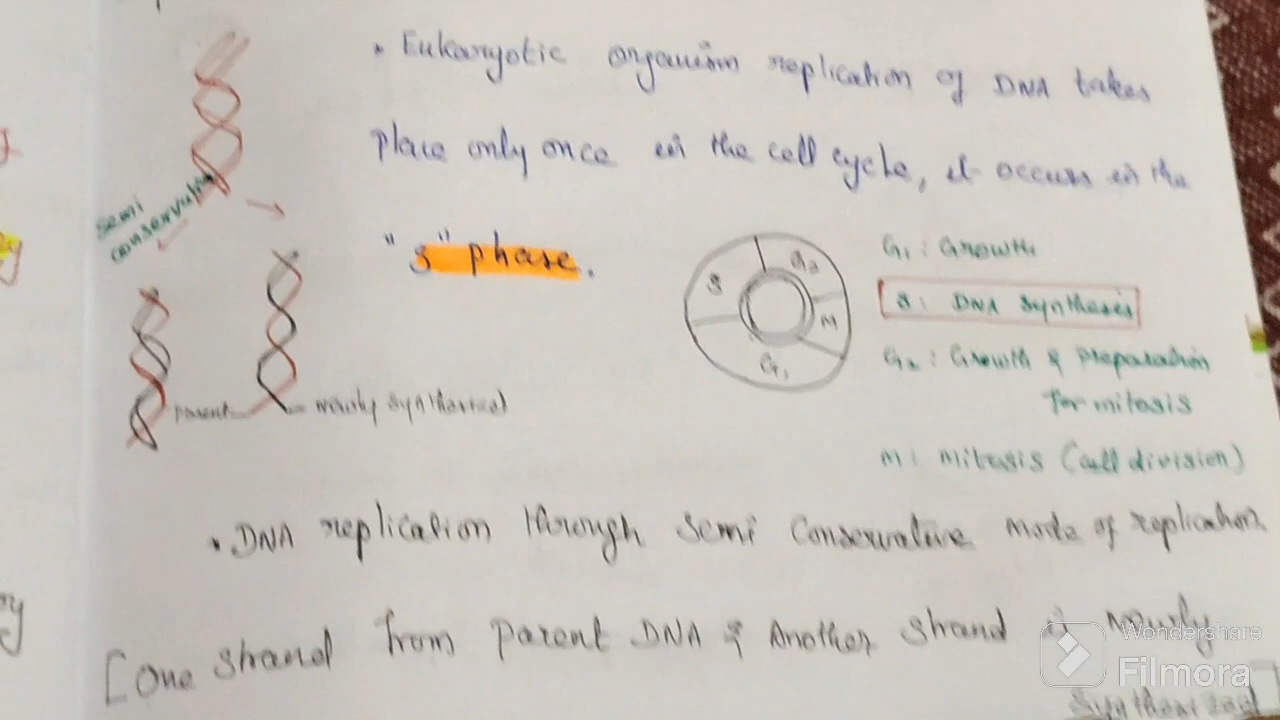 • Eukaryotic organism replication of DNA takes
place only once in the cell cycle, it occurs in the
"S" phase.
semi
conservative
parent
newly synthesized
S
G2
M
G1
G1 : Growth
S : DNA Synthesis
G2 : Growth & preparation
for mitosis
M : Mitosis (cell division)
• DNA replication through Semi Conservative mode of replication.
[One strand from parent DNA & Another strand is newly
Synthesized]
Wondershare
Filmora